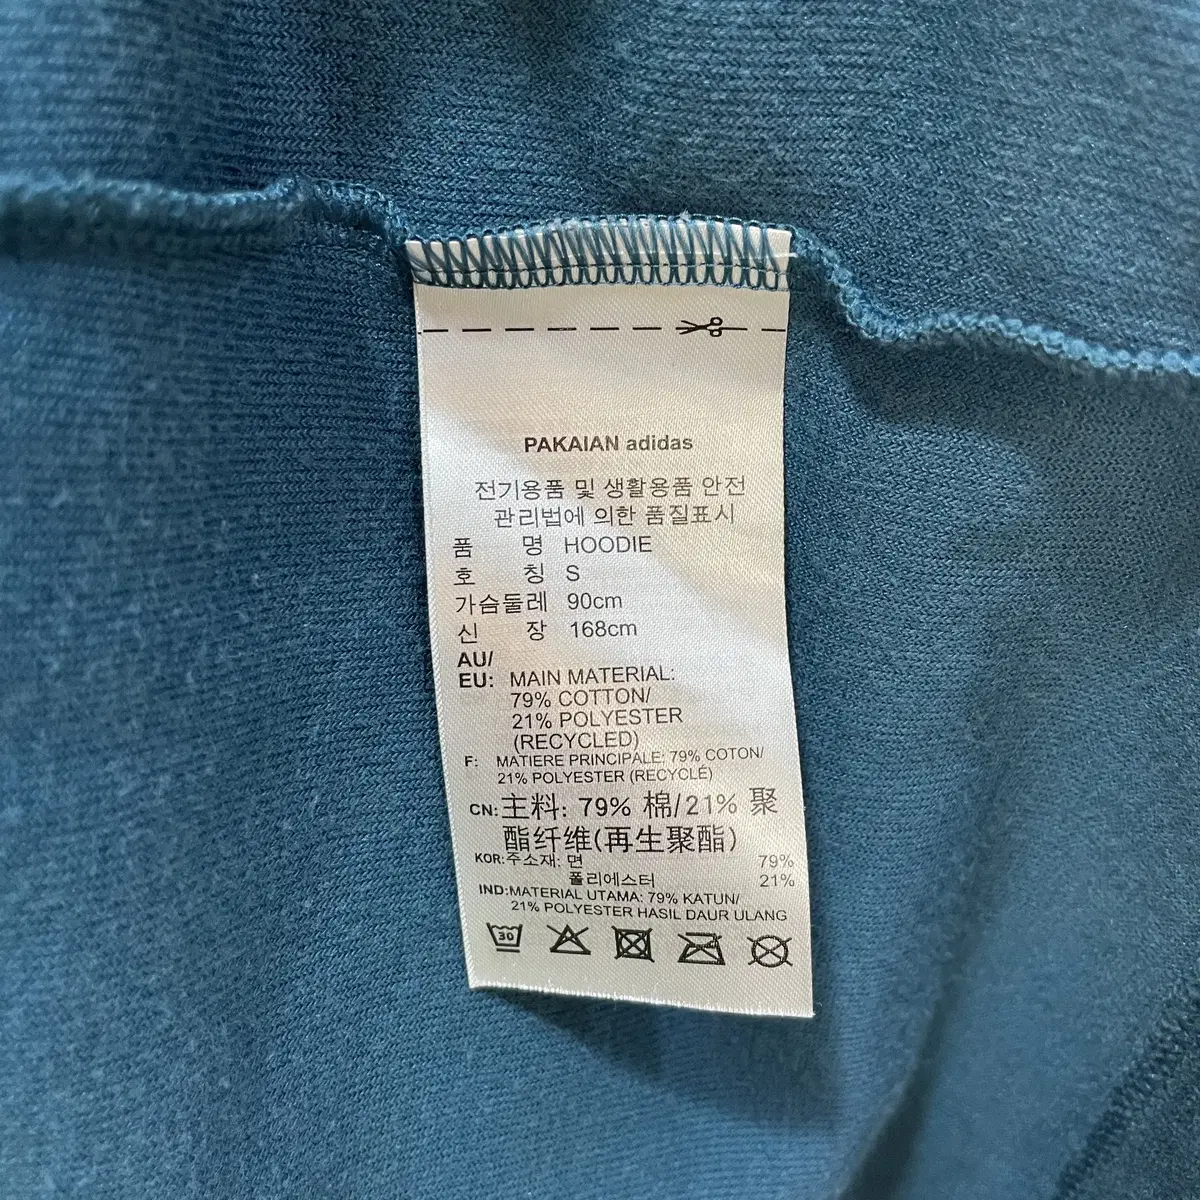 PAKAIAN adidas
전기용품 및 생활용품 안전
관리법에 의한 품질표시
품 명 HOODIE
호 칭 S
가슴둘레 90cm
신 장 168cm
AU/
EU: MAIN MATERIAL:
79% COTTON/
21% POLYESTER
(RECYCLED)
F: MATIERE PRINCIPALE: 79% COTON/
21% POLYESTER (RECYCLÉ)
CN: 主料: 79% 棉/21% 聚
酯纤维(再生聚酯)
KOR: 주소재: 면 79%
폴리에스터 21%
IND: MATERIAL UTAMA: 79% KATUN/
21% POLYESTER HASIL DAUR ULANG
30